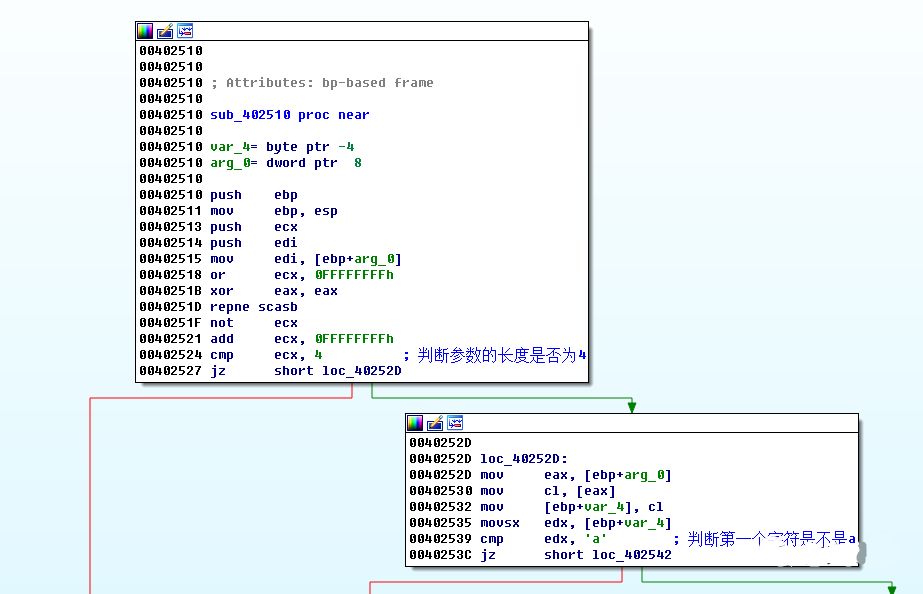 00402510
00402510
00402510 ; Attributes: bp-based frame
00402510
00402510 sub_402510 proc near
00402510
00402510 var_4= byte ptr -4
00402510 arg_0= dword ptr  8
00402510
00402510 push    ebp
00402511 mov     ebp, esp
00402513 push    ecx
00402514 push    edi
00402515 mov     edi, [ebp+arg_0]
00402518 or      ecx, 0FFFFFFFFh
0040251B xor     eax, eax
0040251D repne scasb
0040251F not     ecx
00402521 add     ecx, 0FFFFFFFFh
00402524 cmp     ecx, 4          ; 判断参数的长度是否为4
00402527 jz      short loc_40252D
0040252D
0040252D loc_40252D:
0040252D mov     eax, [ebp+arg_0]
00402530 mov     cl, [eax]
00402532 mov     [ebp+var_4], cl
00402535 movsx   edx, [ebp+var_4]
00402539 cmp     edx, 'a'        ; 判断第一个字符是不是a
0040253C jz      short loc_402542